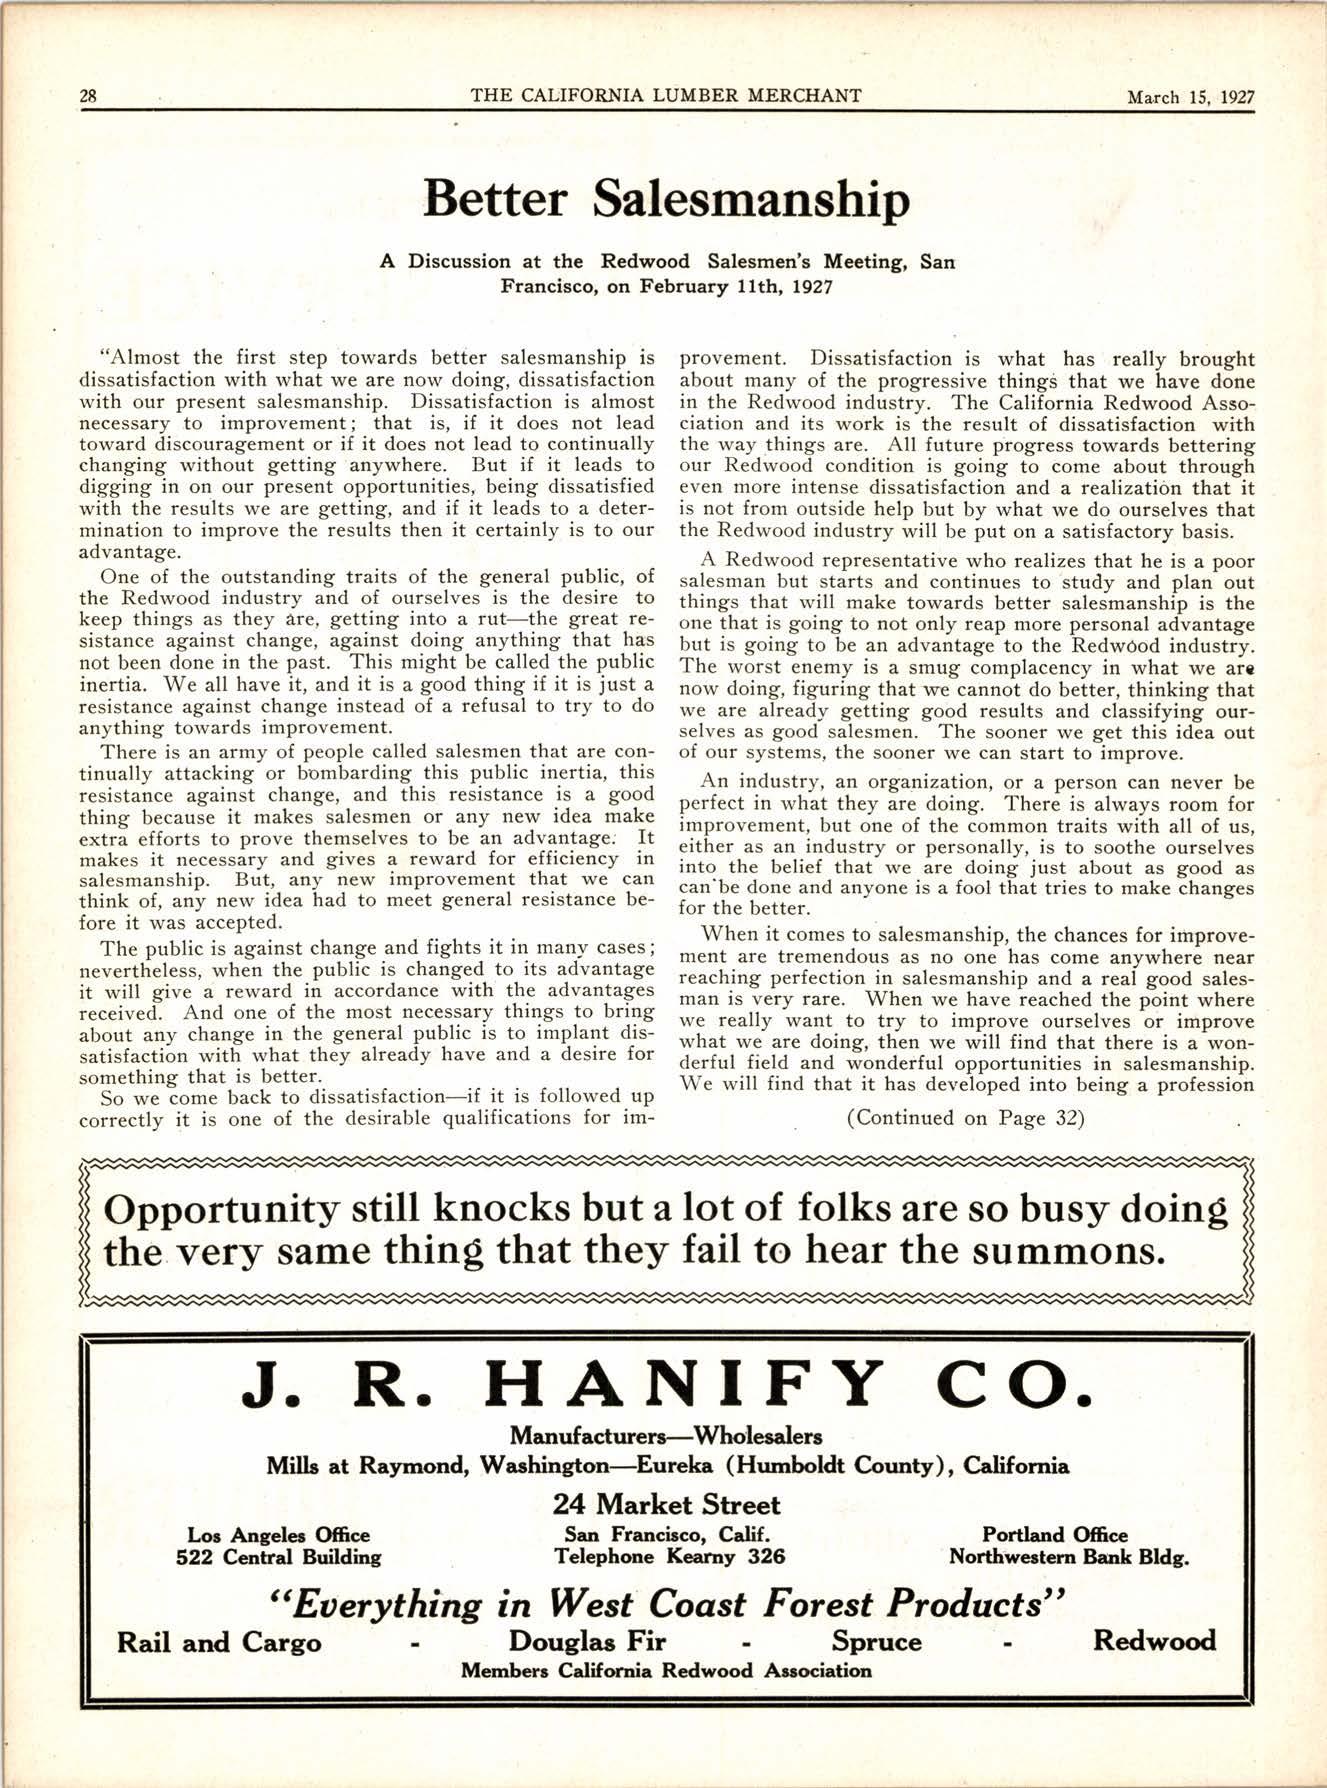 28
THE CALIFORNIA LUMBER MERCHANT
March 15, 1927
Better Salesmanship
A Discussion at the Redwood Salesmen's Meeting, San
Francisco, on February 11th, 1927
"Almost the first step towards better salesmanship is
dissatisfaction with what we are now doing, dissatisfaction
with our present salesmanship. Dissatisfaction is almost
necessary to improvement; that is, if it does not lead
toward discouragement or if it does not lead to continually
changing without getting anywhere. But if it leads to
digging in on our present opportunities, being dissatisfied
with the results we are getting, and if it leads to a deter-
mination to improve the results then it certainly is to our
advantage.
One of the outstanding traits of the general public, of
the Redwood industry and of ourselves is the desire to
keep things as they are, getting into a rut—the great re-
sistance against change, against doing anything that has
not been done in the past. This might be called the public
inertia. We all have it, and it is a good thing if it is just a
resistance against change instead of a refusal to try to do
anything towards improvement.
There is an army of people called salesmen that are con-
tinually attacking or bombarding this public inertia, this
resistance against change, and this resistance is a good
thing because it makes salesmen or any new idea make
extra efforts to prove themselves to be an advantage. It
makes it necessary and gives a reward for efficiency in
salesmanship. But, any new improvement that we can
think of, any new idea had to meet general resistance be-
fore it was accepted.
The public is against change and fights it in many cases;
nevertheless, when the public is changed to its advantage
it will give a reward in accordance with the advantages
received. And one of the most necessary things to bring
about any change in the general public is to implant dis-
satisfaction with what they already have and a desire for
something that is better.
So we come back to dissatisfaction—if it is followed up
correctly it is one of the desirable qualifications for im-
provement. Dissatisfaction is what has really brought
about many of the progressive things that we have done
in the Redwood industry. The California Redwood Asso-
ciation and its work is the result of dissatisfaction with
the way things are. All future progress towards bettering
our Redwood condition is going to come about through
even more intense dissatisfaction and a realization that it
is not from outside help but by what we do ourselves that
the Redwood industry will be put on a satisfactory basis.
A Redwood representative who realizes that he is a poor
salesman but starts and continues to study and plan out
things that will make towards better salesmanship is the
one that is going to not only reap more personal advantage
but is going to be an advantage to the Redwood industry.
The worst enemy is a smug complacency in what we are
now doing, figuring that we cannot do better, thinking that
we are already getting good results and classifying our-
selves as good salesmen. The sooner we get this idea out
of our systems, the sooner we can start to improve.
An industry, an organization, or a person can never be
perfect in what they are doing. There is always room for
improvement, but one of the common traits with all of us,
either as an industry or personally, is to soothe ourselves
into the belief that we are doing just about as good as
can be done and anyone is a fool that tries to make changes
for the better.
When it comes to salesmanship, the chances for improve-
ment are tremendous as no one has come anywhere near
reaching perfection in salesmanship and a real good sales-
man is very rare. When we have reached the point where
we really want to try to improve ourselves or improve
what we are doing, then we will find that there is a won-
derful field and wonderful opportunities in salesmanship.
We will find that it has developed into being a profession
(Continued on Page 32)
Opportunity still knocks but a lot of folks are so busy doing
the very same thing that they fail to hear the summons.
J. R. HANIFY CO.
Manufacturers—Wholesalers
Mills at Raymond, Washington—Eureka (Humboldt County), California
24 Market Street
Los Angeles Office San Francisco, Calif. Portland Office
522 Central Building Telephone Kearny 326 Northwestern Bank Bldg.
"Everything in West Coast Forest Products"
Rail and Cargo - Douglas Fir - Spruce - Redwood
Members California Redwood Association